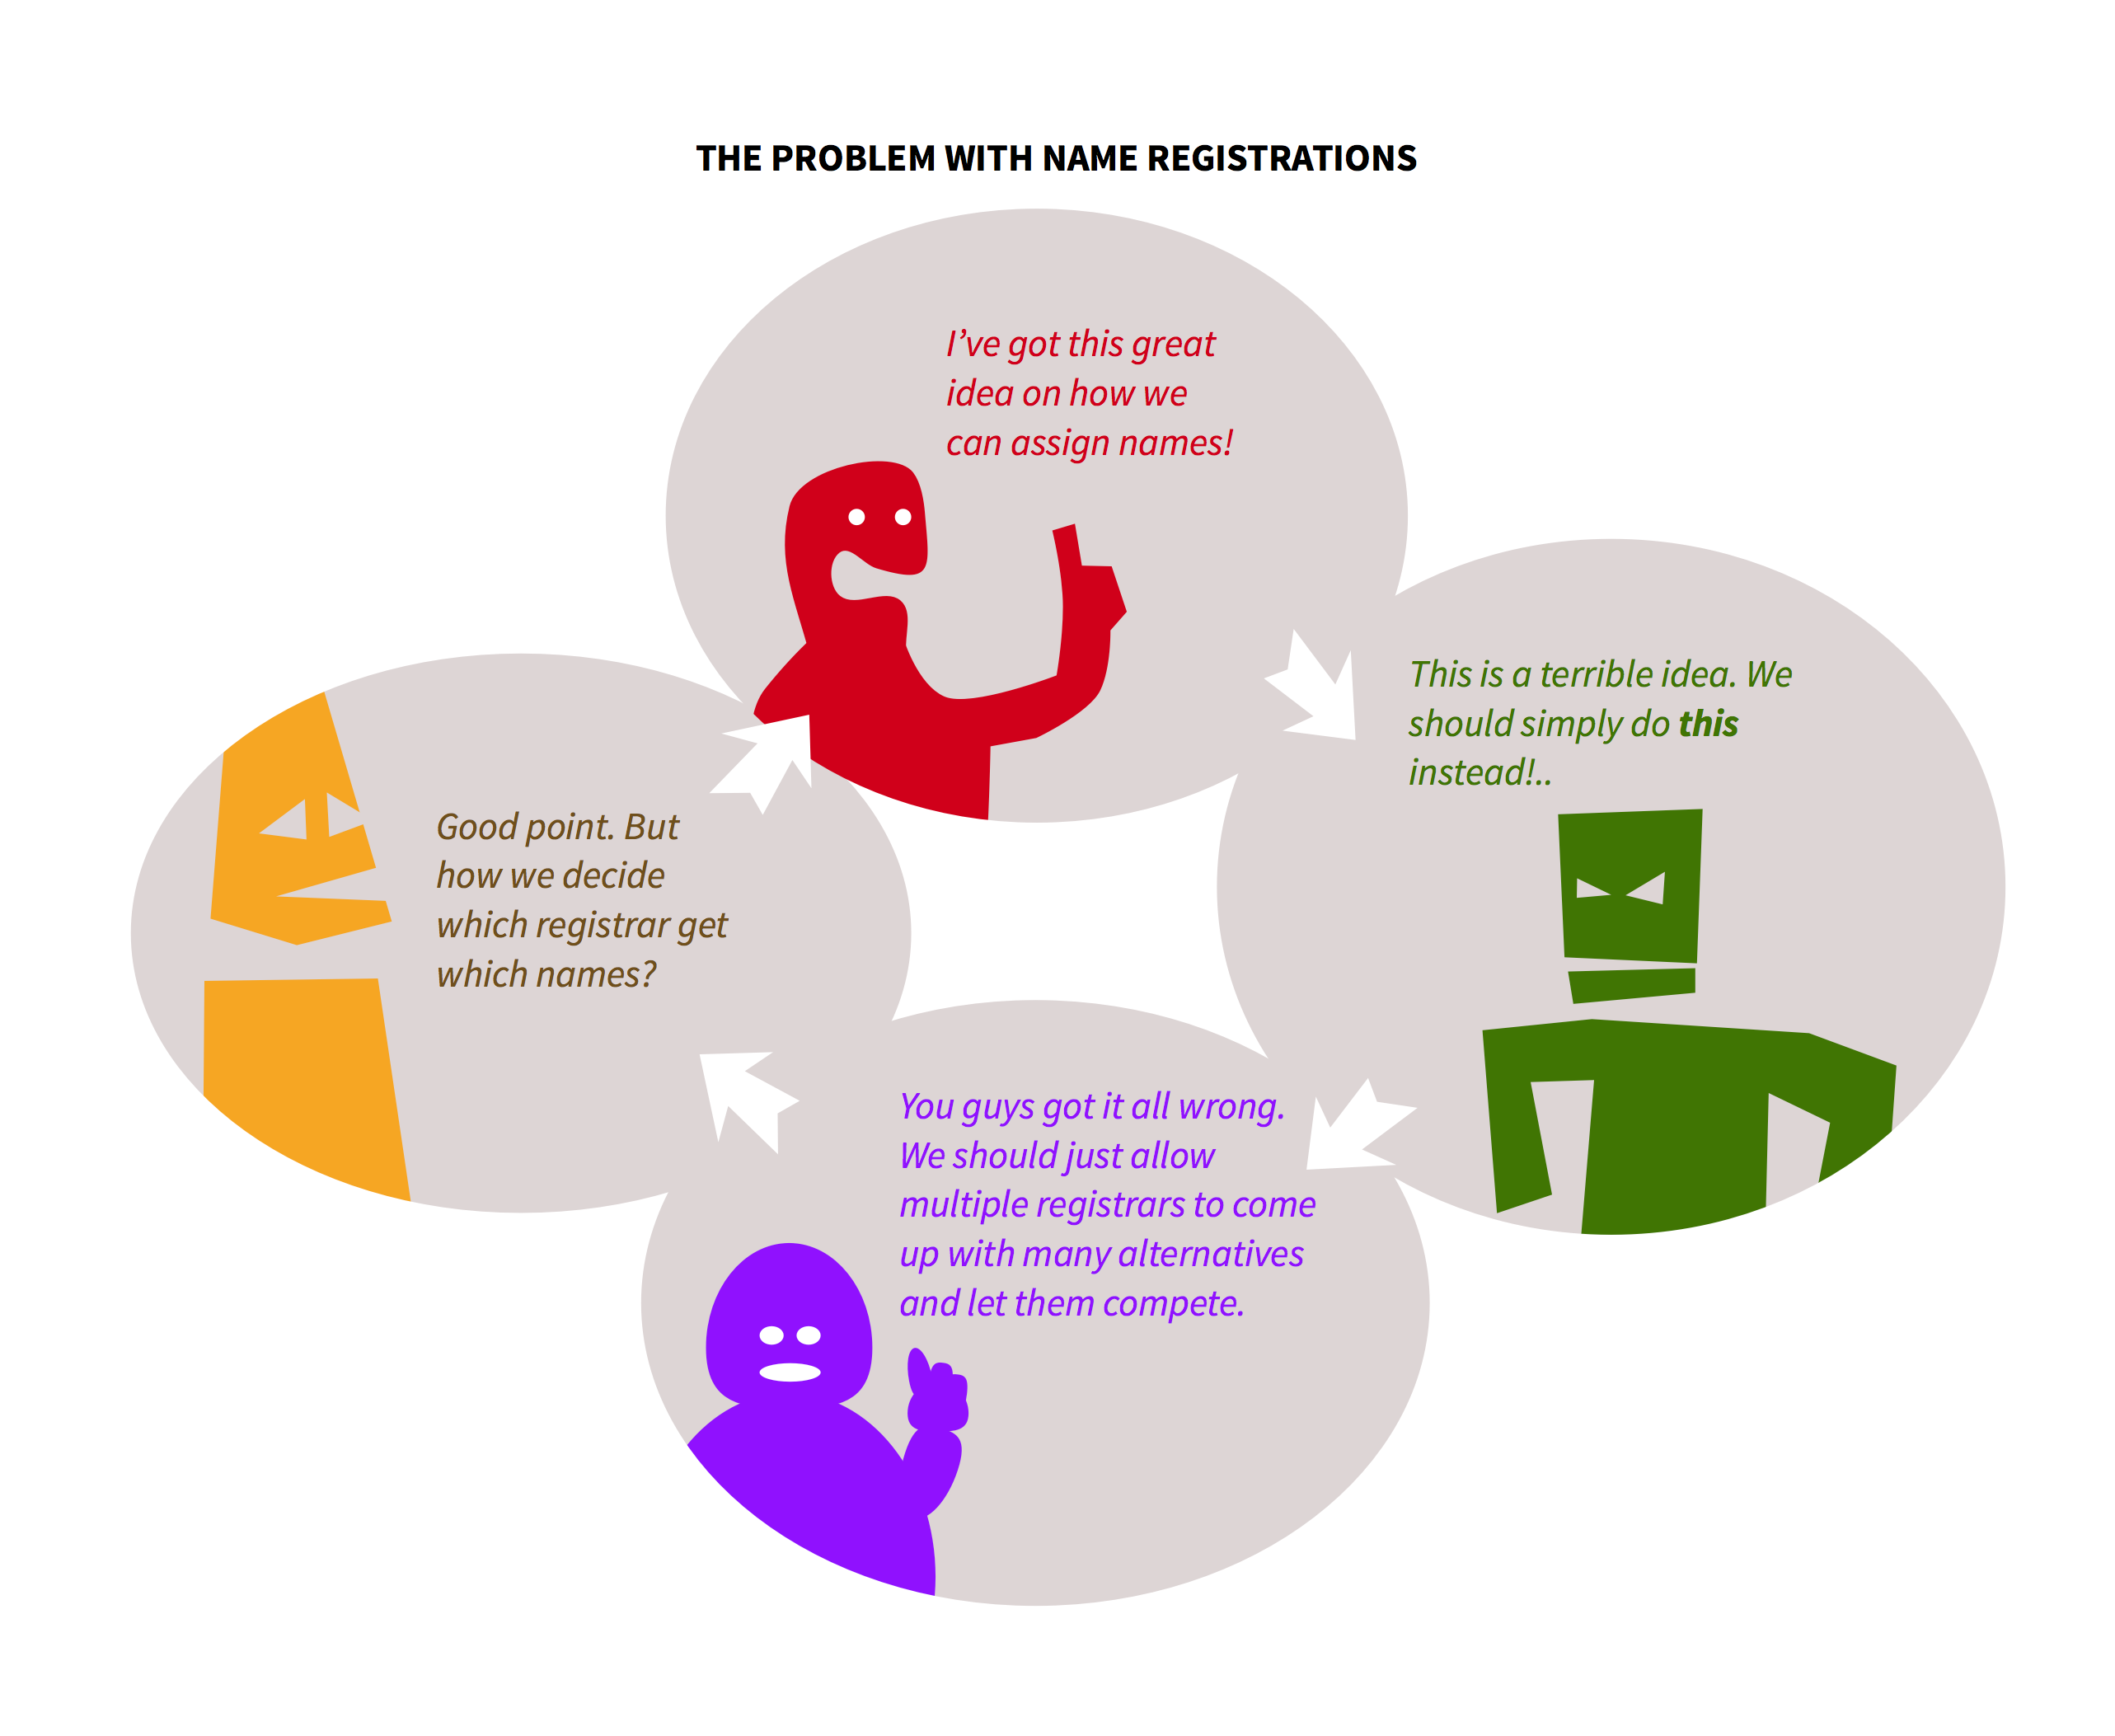 THE PROBLEM WITH NAME REGISTRATIONS
I’ve got this great
idea on how we
can assign names!
This is a terrible idea. We
should simply do this
instead!..
You guys got it all wrong.
We should just allow
multiple registrars to come
up with many alternatives
and let them compete.
Good point. But
how we decide
which registrar get
which names?